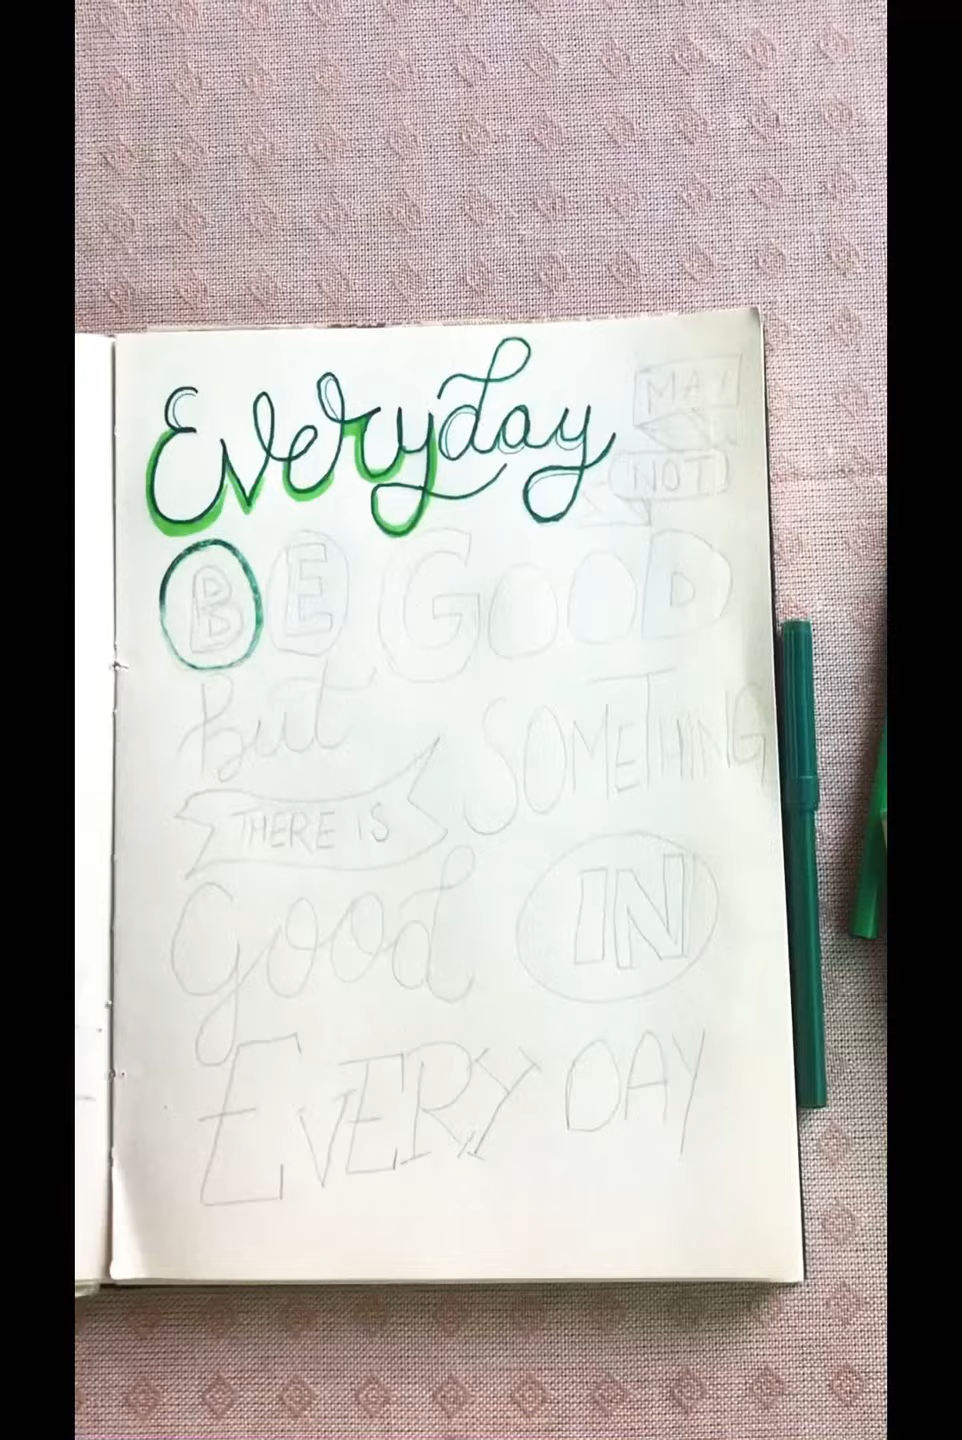 Everyday MAY
NOT
BE GOOD
But SOMETHING
THERE IS
Good IN
EVERY DAY